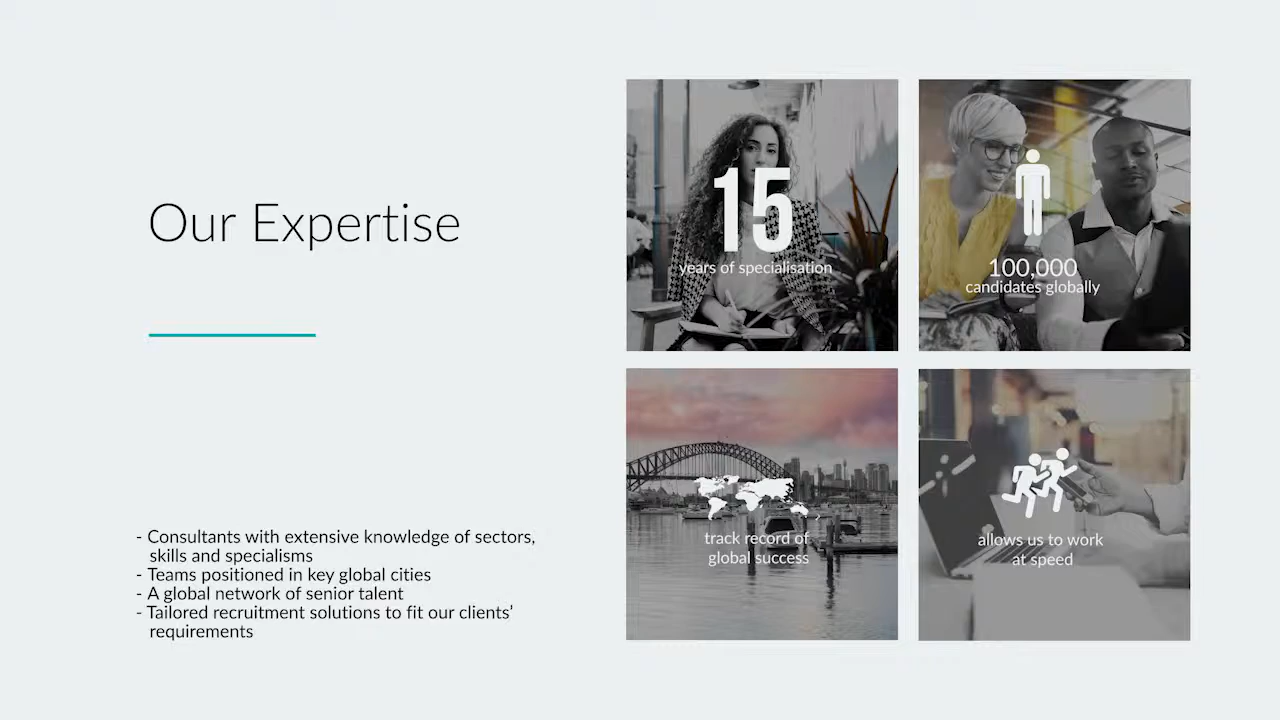 Our Expertise
- Consultants with extensive knowledge of sectors,
skills and specialisms
- Teams positioned in key global cities
- A global network of senior talent
- Tailored recruitment solutions to fit our clients’
requirements
15
years of specialisation
100,000
candidates globally
track record of
global success
allows us to work
at speed